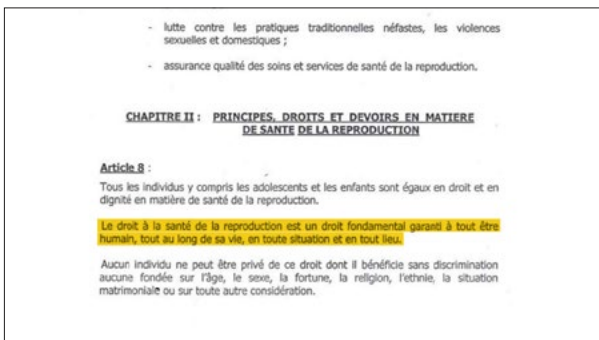 - lutte contre les pratiques traditionnelles néfastes, les violences
sexuelles et domestiques ;
- assurance qualité des soins et services de santé de la reproduction.
CHAPITRE II : PRINCIPES, DROITS ET DEVOIRS EN MATIERE
DE SANTE DE LA REPRODUCTION
Article 8 :
Tous les individus y compris les adolescents et les enfants sont égaux en droit et en
dignité en matière de santé de la reproduction.
Le droit à la santé de la reproduction est un droit fondamental garanti à tout être
humain, tout au long de sa vie, en toute situation et en tout lieu.
Aucun individu ne peut être privé de ce droit dont il bénéficie sans discrimination
aucune fondée sur l'âge, le sexe, la fortune, la religion, l'ethnie, la situation
matrimoniale ou sur toute autre considération.